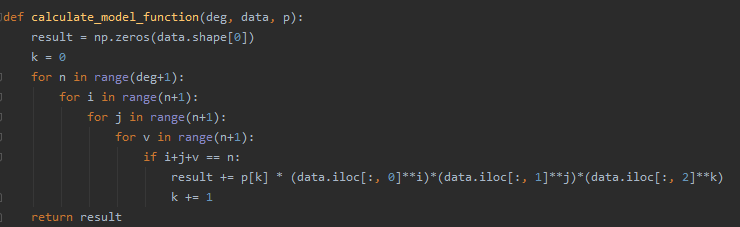 def calculate_model_function(deg, data, p):
    result = np.zeros(data.shape[0])
    k = 0
    for n in range(deg+1):
        for i in range(n+1):
            for j in range(n+1):
                for v in range(n+1):
                    if i+j+v == n:
                        result += p[k] * (data.iloc[:, 0]**i)*(data.iloc[:, 1]**j)*(data.iloc[:, 2]**k)
                        k += 1
    return result